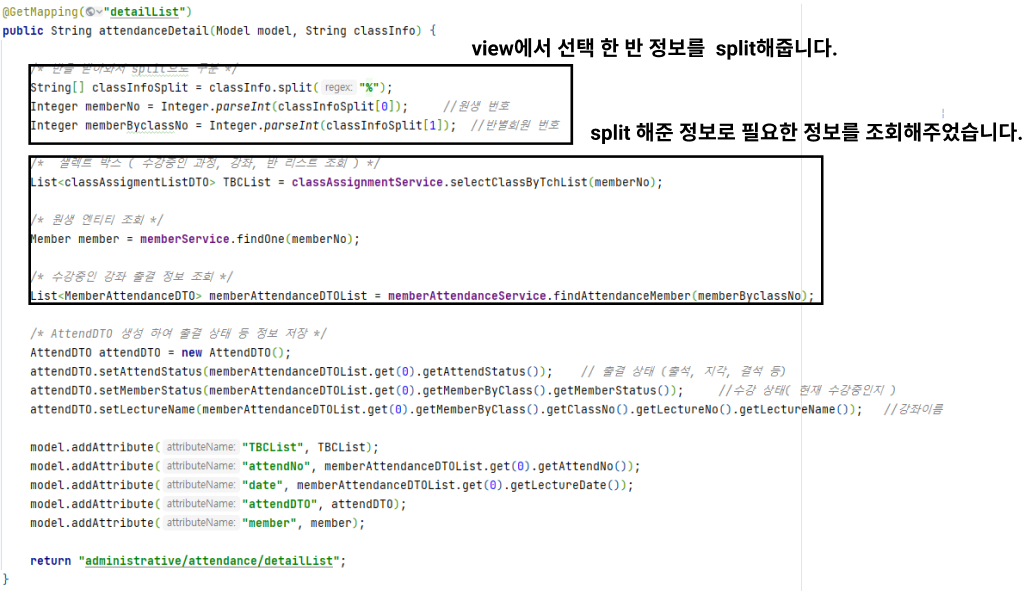 @GetMapping("detailList")
public String attendanceDetail(Model model, String classInfo) {
view에서 선택 한 반 정보를 split해줍니다.
/* 반을 받아와서 split으로 구분 */
String[] classInfoSplit = classInfo.split( regex: "%");
Integer memberNo = Integer.parseInt(classInfoSplit[0]); //원생 번호
Integer memberByclassNo = Integer.parseInt(classInfoSplit[1]); //반별회원 번호
split 해준 정보로 필요한 정보를 조회해주었습니다.
/* 셀렉트 박스 ( 수강중인 과정, 강좌, 반 리스트 조회 ) */
List<classAssigmentListDTO> TBCList = classAssignmentService.selectClassByTchList(memberNo);
/* 원생 엔티티 조회 */
Member member = memberService.findOne(memberNo);
/* 수강중인 강좌 출결 정보 조회 */
List<MemberAttendanceDTO> memberAttendanceDTOList = memberAttendanceService.findAttendanceMember(memberByclassNo);
/* AttendDTO 생성 하여 출결 상태 등 정보 저장 */
AttendDTO attendDTO = new AttendDTO();
attendDTO.setAttendStatus(memberAttendanceDTOList.get(0).getAttendStatus()); // 출결 상태 (출석, 지각, 결석 등)
attendDTO.setMemberStatus(memberAttendanceDTOList.get(0).getMemberByClass().getMemberStatus()); //수강 상태( 현재 수강중인지 )
attendDTO.setLectureName(memberAttendanceDTOList.get(0).getMemberByClass().getClassNo().getLectureNo().getLectureName()); //강좌이름
model.addAttribute( attributeName: "TBCList", TBCList);
model.addAttribute( attributeName: "attendNo", memberAttendanceDTOList.get(0).getAttendNo());
model.addAttribute( attributeName: "date", memberAttendanceDTOList.get(0).getLectureDate());
model.addAttribute( attributeName: "attendDTO", attendDTO);
model.addAttribute( attributeName: "member", member);
return "administrative/attendance/detailList";
}